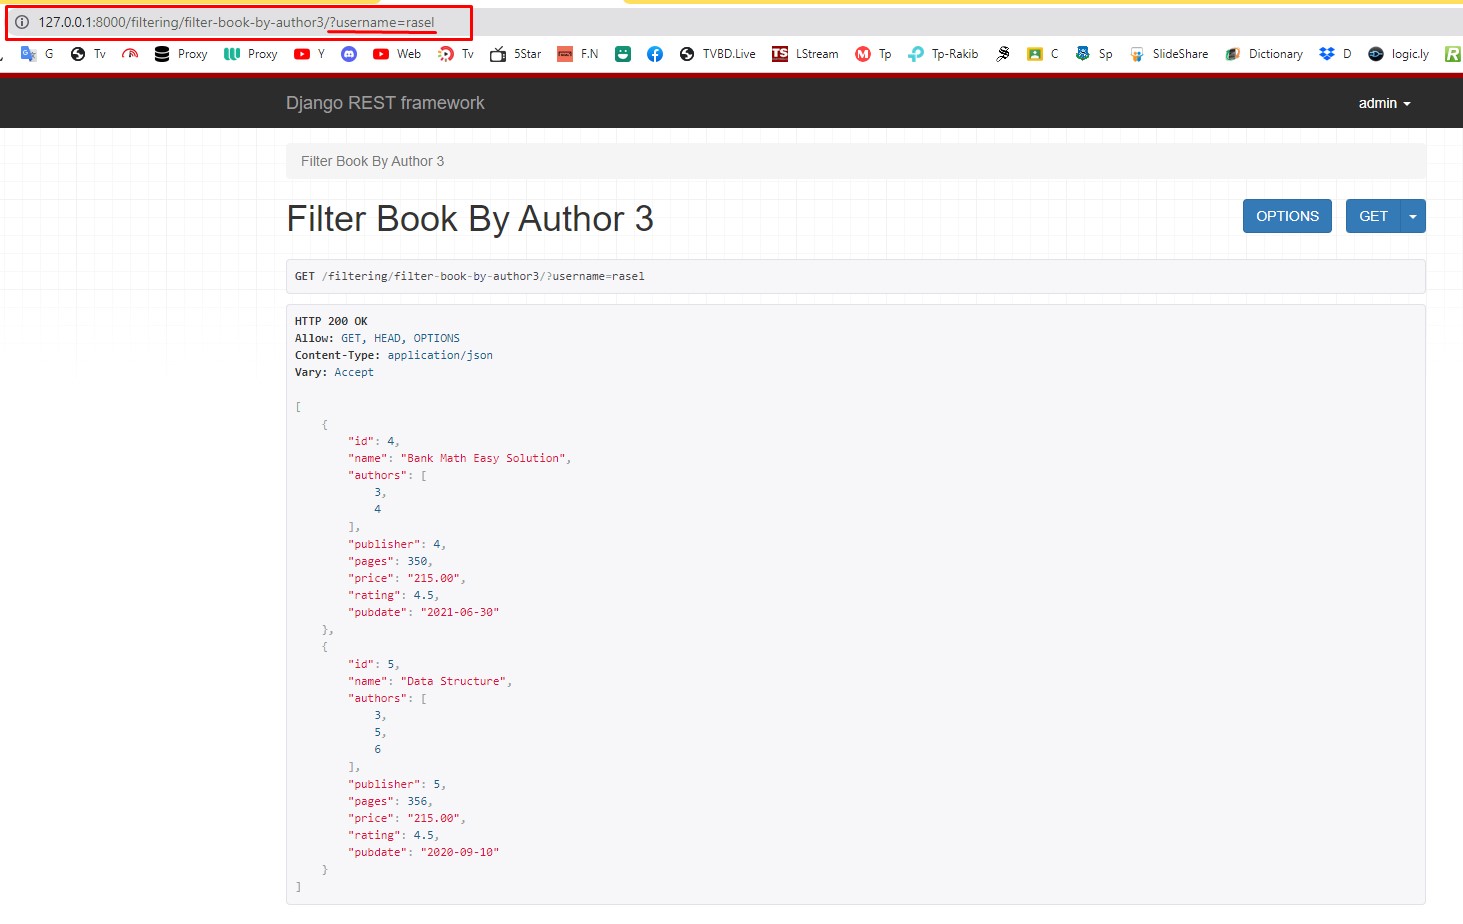 127.0.0.1:8000/filtering/filter-book-by-author3/?username=rasel
G Tv Proxy Proxy Y Web Tv 5Star F.N TVBD.Live TS LStream Tp Tp-Rakib C Sp SlideShare Dictionary D logic.ly R
Django REST framework admin
Filter Book By Author 3
Filter Book By Author 3 OPTIONS GET
GET /filtering/filter-book-by-author3/?username=rasel
HTTP 200 OK
Allow: GET, HEAD, OPTIONS
Content-Type: application/json
Vary: Accept
[
{
"id": 4,
"name": "Bank Math Easy Solution",
"authors": [
3,
4
],
"publisher": 4,
"pages": 350,
"price": "215.00",
"rating": 4.5,
"pubdate": "2021-06-30"
},
{
"id": 5,
"name": "Data Structure",
"authors": [
3,
5,
6
],
"publisher": 5,
"pages": 356,
"price": "215.00",
"rating": 4.5,
"pubdate": "2020-09-10"
}
]